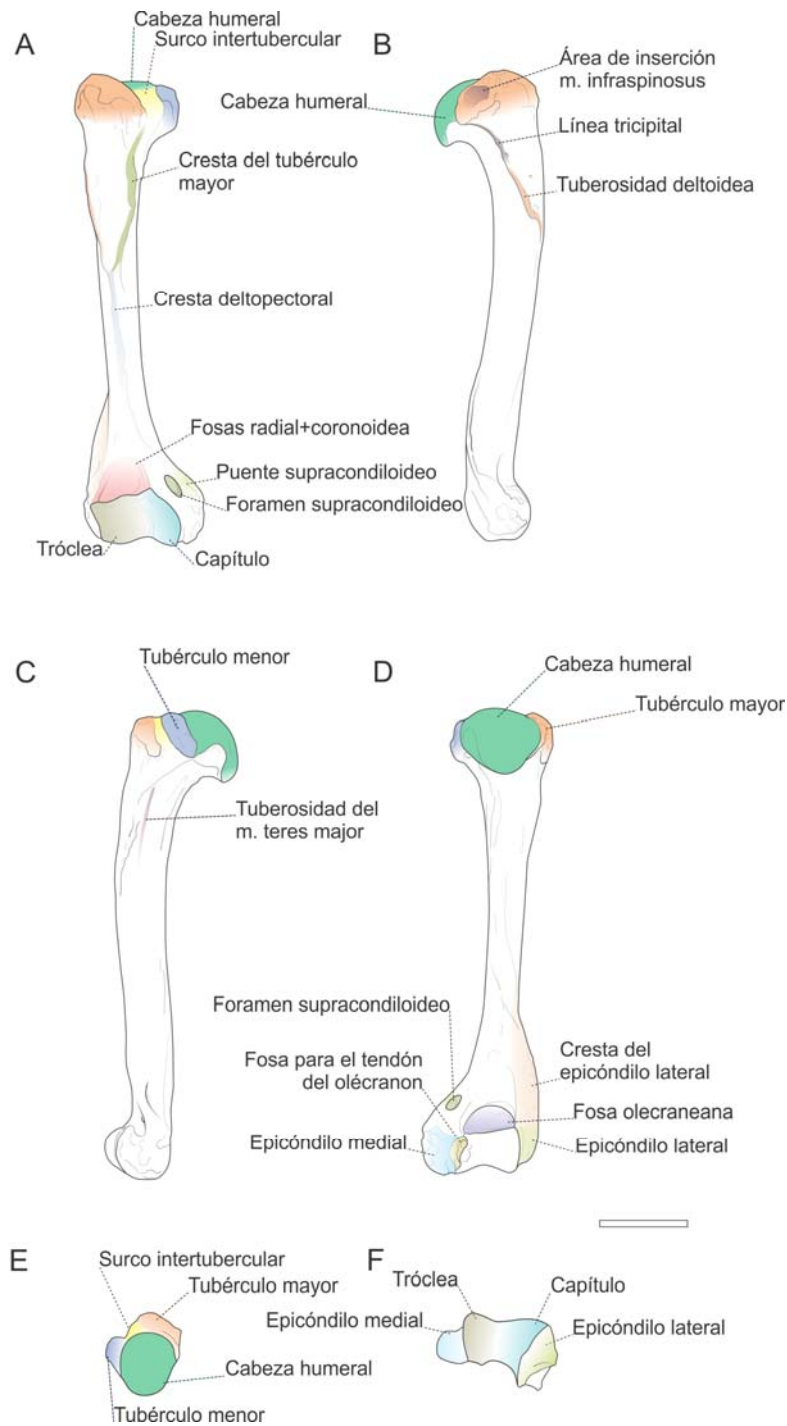 A
Cabeza humeral
Surco intertubercular
Cresta del tubérculo
mayor
Cresta deltopectoral
Fosas radial+coronoidea
Puente supracondiloideo
Foramen supracondiloideo
Tróclea
Capítulo
B
Área de inserción
m. infraspinosus
Cabeza humeral
Línea tricipital
Tuberosidad deltoidea
C
Tubérculo menor
Tuberosidad del
m. teres major
D
Cabeza humeral
Tubérculo mayor
Foramen supracondiloideo
Fosa para el tendón
del olécranon
Epicóndilo medial
Cresta del
epicóndilo lateral
Fosa olecraneana
Epicóndilo lateral
E
Surco intertubercular
Tubérculo mayor
Cabeza humeral
Tubérculo menor
F
Tróclea
Capítulo
Epicóndilo medial
Epicóndilo lateral